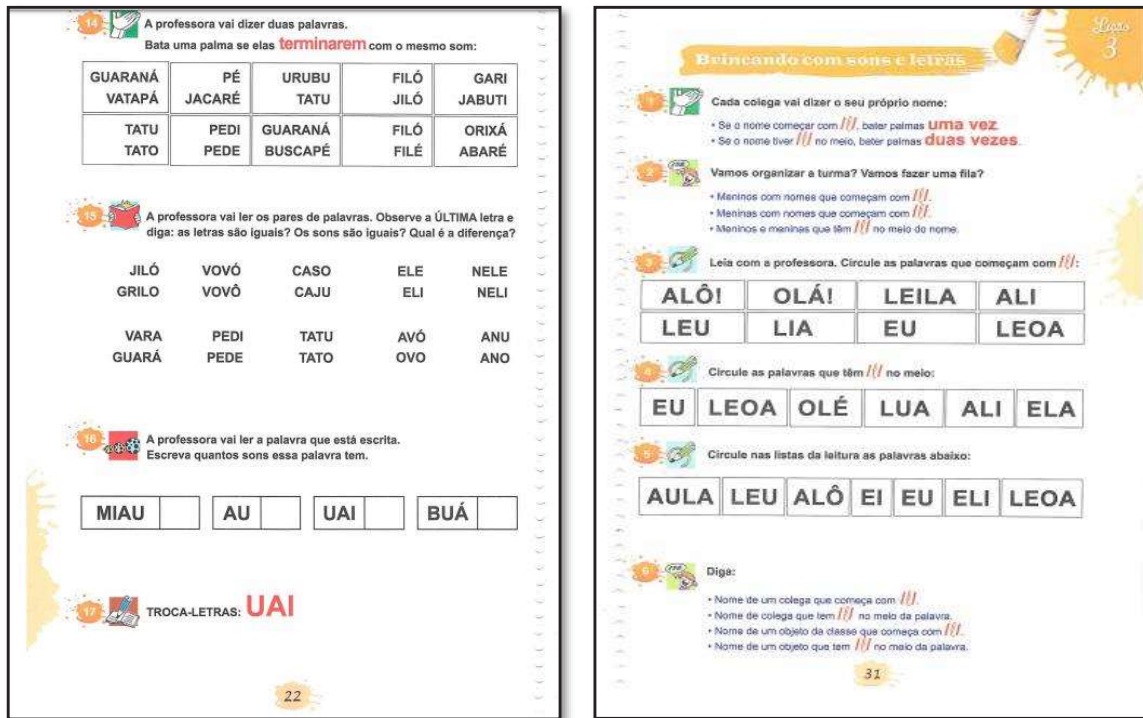 14
A professora vai dizer duas palavras.
Bata uma palma se elas terminarem com o mesmo som:
GUARANÁ PÉ URUBU FILÓ GARI
VATAPÁ JACARÉ TATU JILÓ JABUTI
TATU PEDI GUARANÁ FILÓ ORIXÁ
TATO PEDE BUSCAPÉ FILÉ ABARÉ
15
A professora vai ler os pares de palavras. Observe a ÚLTIMA letra e
diga: as letras são iguais? Os sons são iguais? Qual é a diferença?
JILÓ VOVÓ CASO ELE NELE
GRILO VOVÔ CAJU ELI NELI
VARA PEDI TATU AVÓ ANU
GUARÁ PEDE TATO OVO ANO
16
A professora vai ler a palavra que está escrita.
Escreva quantos sons essa palavra tem.
MIAU AU UAI BUÁ
17
TROCA-LETRAS: UAI
22
Lição
3
Brincando com sons e letras
1
Cada colega vai dizer o seu próprio nome:
• Se o nome começar com /l/, bater palmas uma vez.
• Se o nome tiver /l/ no meio, bater palmas duas vezes.
2
Vamos organizar a turma? Vamos fazer uma fila?
• Meninos com nomes que começam com /l/.
• Meninas com nomes que começam com /l/.
• Meninos e meninas que têm /l/ no meio do nome.
3
Leia com a professora. Circule as palavras que começam com /l/:
ALÔ! OLÁ! LEILA ALI
LEU LIA EU LEOA
4
Circule as palavras que têm /l/ no meio:
EU LEOA OLÉ LUA ALI ELA
5
Circule nas listas da leitura as palavras abaixo:
AULA LEU ALÔ EI EU ELI LEOA
6
Diga:
• Nome de um colega que começa com /l/.
• Nome de colega que tem /l/ no meio da palavra.
• Nome de um objeto da classe que começa com /l/.
• Nome de um objeto que tem /l/ no meio da palavra.
31